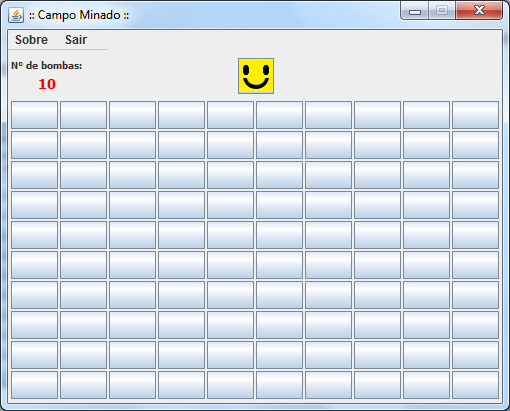 :: Campo Minado ::
Sobre Sair
Nº de bombas:
10